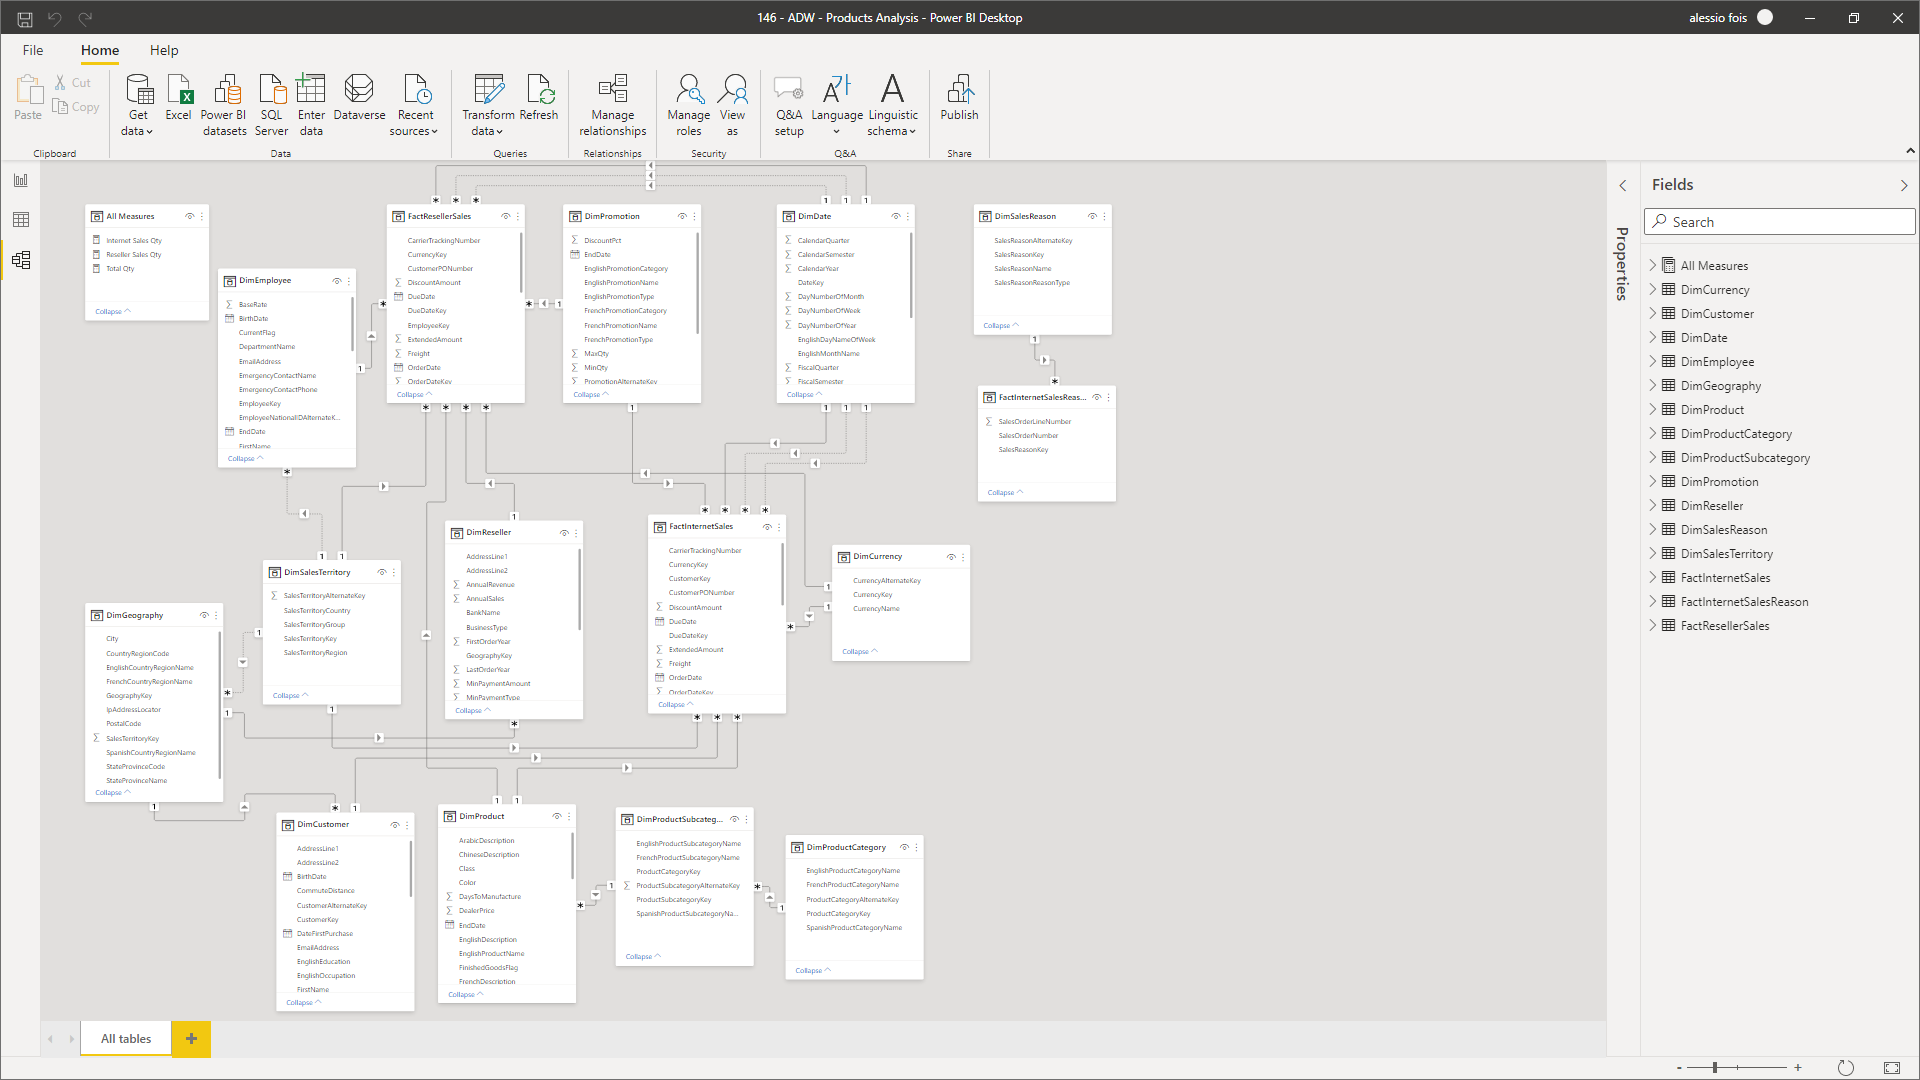 146 - ADW - Products Analysis - Power BI Desktop
alessio fois
File
Home
Help
Paste
Cut
Copy
Clipboard
Get data
Excel
Power BI datasets
SQL Server
Enter data
Dataverse
Recent sources
Data
Transform data
Refresh
Queries
Manage relationships
Relationships
Manage roles
View as
Security
Q&A setup
Language
Linguistic schema
Q&A
Publish
Share
All Measures
Internet Sales Qty
Reseller Sales Qty
Total Qty
Collapse
DimEmployee
BaseRate
BirthDate
CurrentFlag
DepartmentName
EmailAddress
EmergencyContactName
EmergencyContactPhone
EmployeeKey
EmployeeNationalIDAlternateK...
EndDate
FirstName
Collapse
FactResellerSales
CarrierTrackingNumber
CurrencyKey
CustomerPONumber
DiscountAmount
DueDate
DueDateKey
EmployeeKey
ExtendedAmount
Freight
OrderDate
OrderDateKey
Collapse
DimPromotion
DiscountPct
EndDate
EnglishPromotionCategory
EnglishPromotionName
EnglishPromotionType
FrenchPromotionCategory
FrenchPromotionName
FrenchPromotionType
MaxQty
MinQty
PromotionAlternateKey
Collapse
DimDate
CalendarQuarter
CalendarSemester
CalendarYear
DateKey
DayNumberOfMonth
DayNumberOfWeek
DayNumberOfYear
EnglishDayNameOfWeek
EnglishMonthName
FiscalQuarter
FiscalSemester
Collapse
DimSalesReason
SalesReasonAlternateKey
SalesReasonKey
SalesReasonName
SalesReasonReasonType
Collapse
FactInternetSalesReas...
SalesOrderLineNumber
SalesOrderNumber
SalesReasonKey
Collapse
DimGeography
City
CountryRegionCode
EnglishCountryRegionName
FrenchCountryRegionName
GeographyKey
IpAddressLocator
PostalCode
SalesTerritoryKey
SpanishCountryRegionName
StateProvinceCode
StateProvinceName
Collapse
DimSalesTerritory
SalesTerritoryAlternateKey
SalesTerritoryCountry
SalesTerritoryGroup
SalesTerritoryKey
SalesTerritoryRegion
Collapse
DimReseller
AddressLine1
AddressLine2
AnnualRevenue
AnnualSales
BankName
BusinessType
FirstOrderYear
GeographyKey
LastOrderYear
MinPaymentAmount
MinPaymentType
Collapse
FactInternetSales
CarrierTrackingNumber
CurrencyKey
CustomerKey
CustomerPONumber
DiscountAmount
DueDate
DueDateKey
ExtendedAmount
Freight
OrderDate
OrderDateKey
Collapse
DimCurrency
CurrencyAlternateKey
CurrencyKey
CurrencyName
Collapse
DimCustomer
AddressLine1
AddressLine2
BirthDate
CommuteDistance
CustomerAlternateKey
CustomerKey
DateFirstPurchase
EmailAddress
EnglishEducation
EnglishOccupation
FirstName
Collapse
DimProduct
ArabicDescription
ChineseDescription
Class
Color
DaysToManufacture
DealerPrice
EndDate
EnglishDescription
EnglishProductName
FinishedGoodsFlag
FrenchDescription
Collapse
DimProductSubcateg...
EnglishProductSubcategoryName
FrenchProductSubcategoryName
ProductCategoryKey
ProductSubcategoryAlternateKey
ProductSubcategoryKey
SpanishProductSubcategoryNa...
Collapse
DimProductCategory
EnglishProductCategoryName
FrenchProductCategoryName
ProductCategoryAlternateKey
ProductCategoryKey
SpanishProductCategoryName
Collapse
Properties
Fields
Search
All Measures
DimCurrency
DimCustomer
DimDate
DimEmployee
DimGeography
DimProduct
DimProductCategory
DimProductSubcategory
DimPromotion
DimReseller
DimSalesReason
DimSalesTerritory
FactInternetSales
FactInternetSalesReason
FactResellerSales
All tables